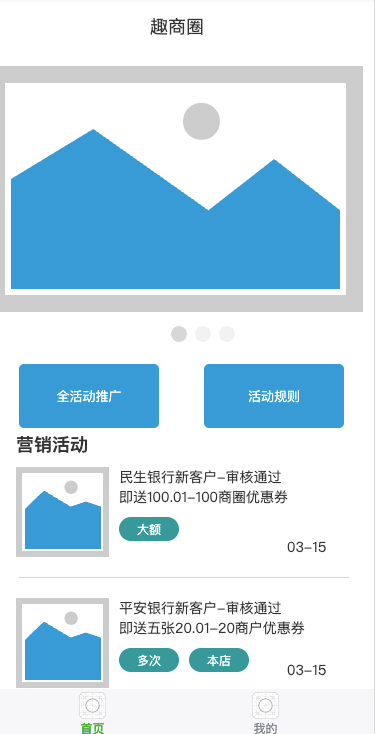 趣商圈
全活动推广
活动规则
营销活动
民生银行新客户-审核通过
即送100.01-100商圈优惠券
大额
03-15
平安银行新客户-审核通过
即送五张20.01-20商户优惠券
多次
本店
03-15
首页
我的